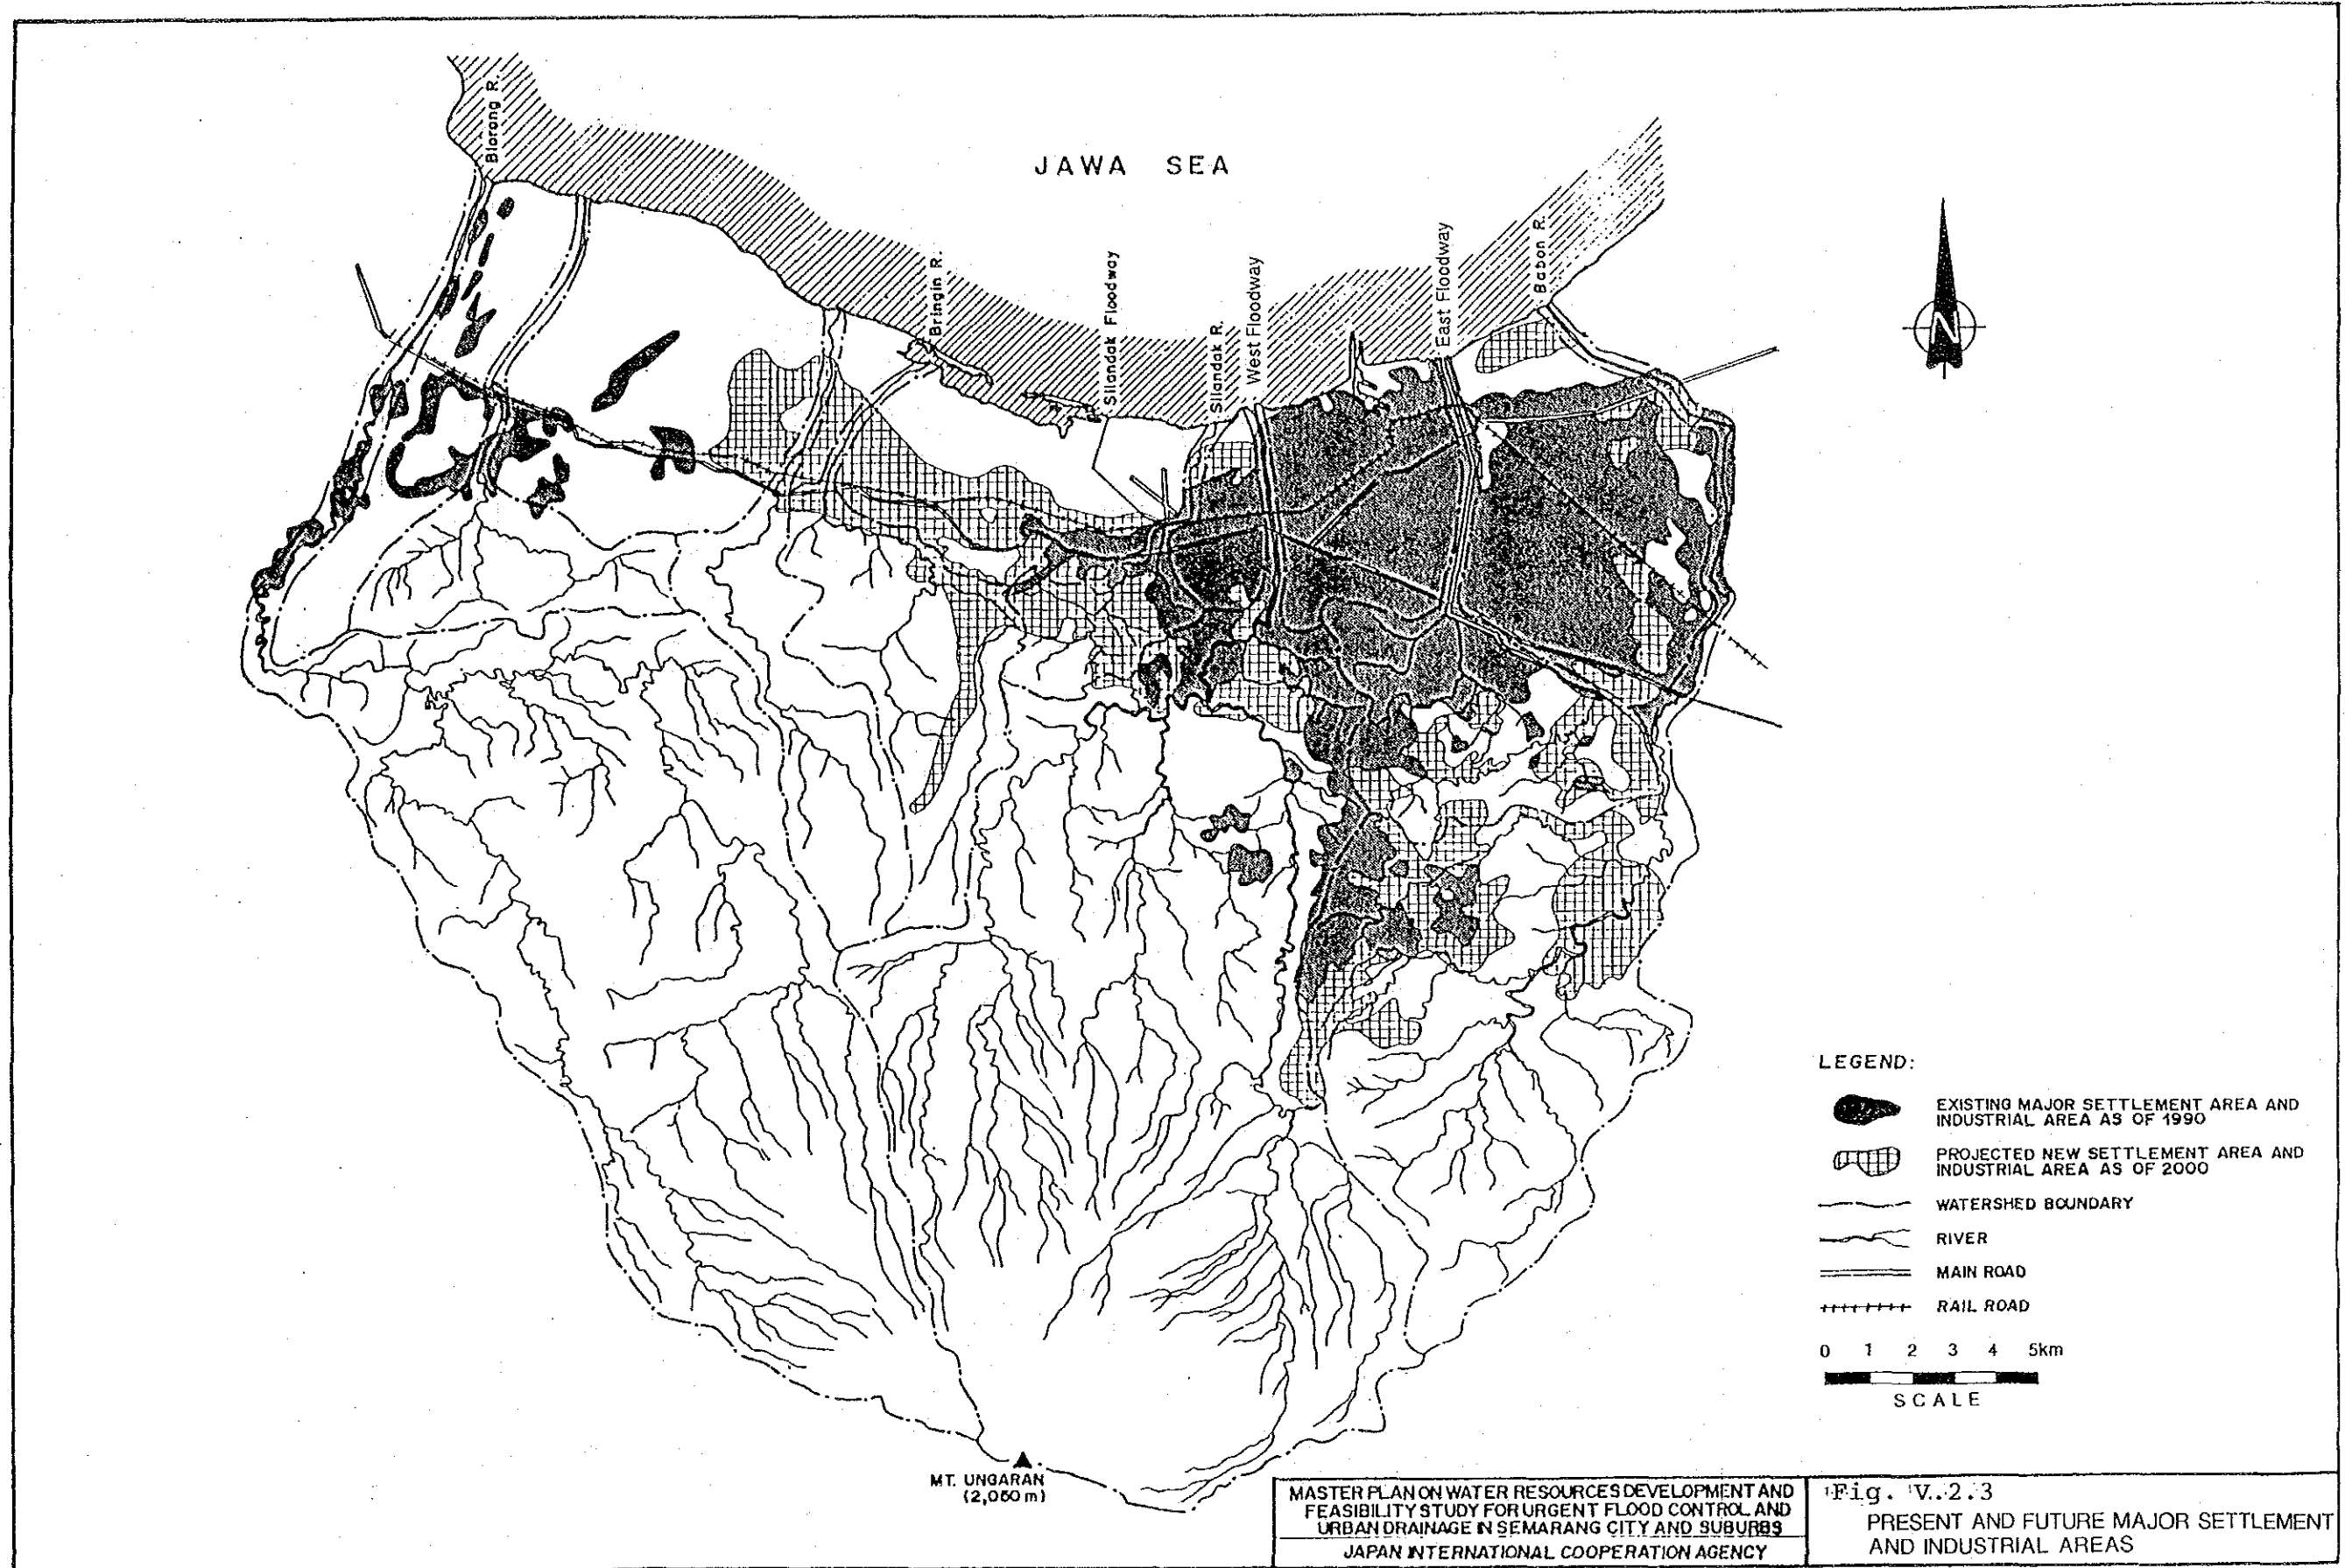 JAWA SEA
Blorong R.
Bringin R.
Silandak Floodway
Silandak R.
West Floodway
East Floodway
Babon R.
N
LEGEND:
EXISTING MAJOR SETTLEMENT AREA AND
INDUSTRIAL AREA AS OF 1990
PROJECTED NEW SETTLEMENT AREA AND
INDUSTRIAL AREA AS OF 2000
WATERSHED BOUNDARY
RIVER
MAIN ROAD
RAIL ROAD
0 1 2 3 4 5km
SCALE
MT. UNGARAN
(2,050 m)
MASTER PLAN ON WATER RESOURCES DEVELOPMENT AND
FEASIBILITY STUDY FOR URGENT FLOOD CONTROL AND
URBAN DRAINAGE IN SEMARANG CITY AND SUBURBS
JAPAN INTERNATIONAL COOPERATION AGENCY
Fig. V.2.3
PRESENT AND FUTURE MAJOR SETTLEMENT
AND INDUSTRIAL AREAS